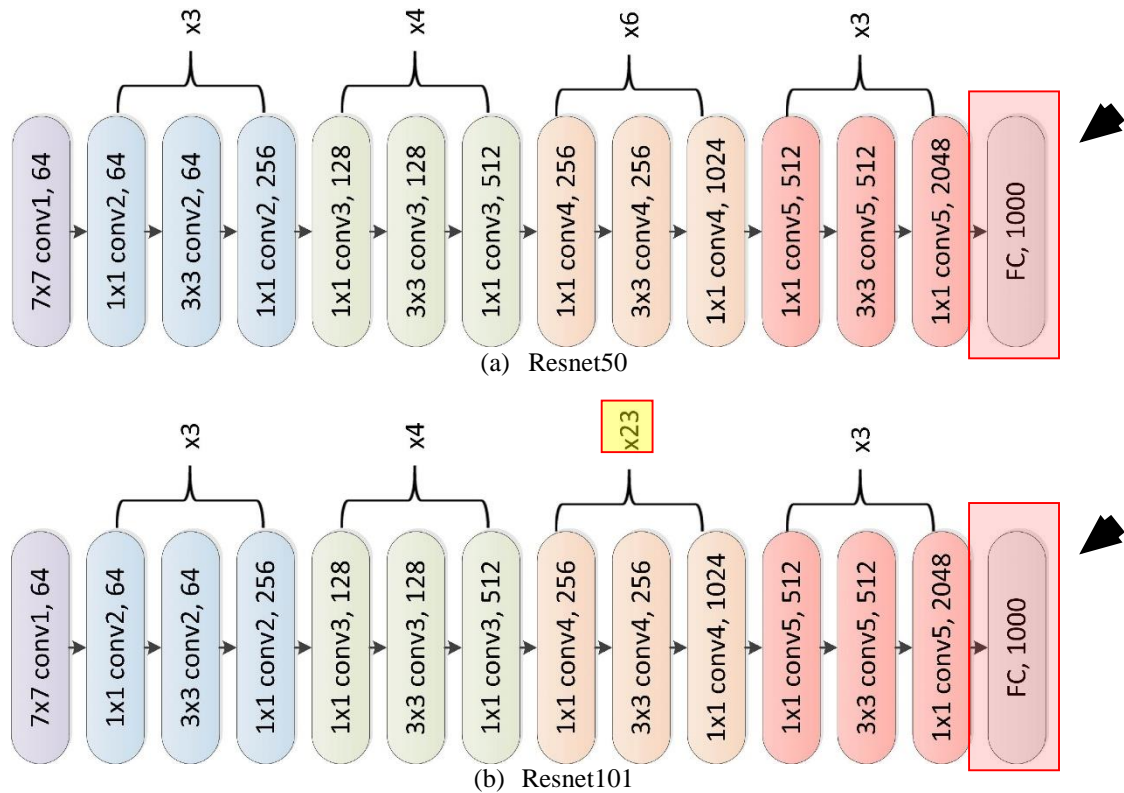 x3
x4
x6
x3
7x7 conv1, 64
1x1 conv2, 64
3x3 conv2, 64
1x1 conv2, 256
1x1 conv3, 128
3x3 conv3, 128
1x1 conv3, 512
1x1 conv4, 256
3x3 conv4, 256
1x1 conv4, 1024
1x1 conv5, 512
3x3 conv5, 512
1x1 conv5, 2048
FC, 1000
(a) Resnet50
x3
x4
x23
x3
7x7 conv1, 64
1x1 conv2, 64
3x3 conv2, 64
1x1 conv2, 256
1x1 conv3, 128
3x3 conv3, 128
1x1 conv3, 512
1x1 conv4, 256
3x3 conv4, 256
1x1 conv4, 1024
1x1 conv5, 512
3x3 conv5, 512
1x1 conv5, 2048
FC, 1000
(b) Resnet101